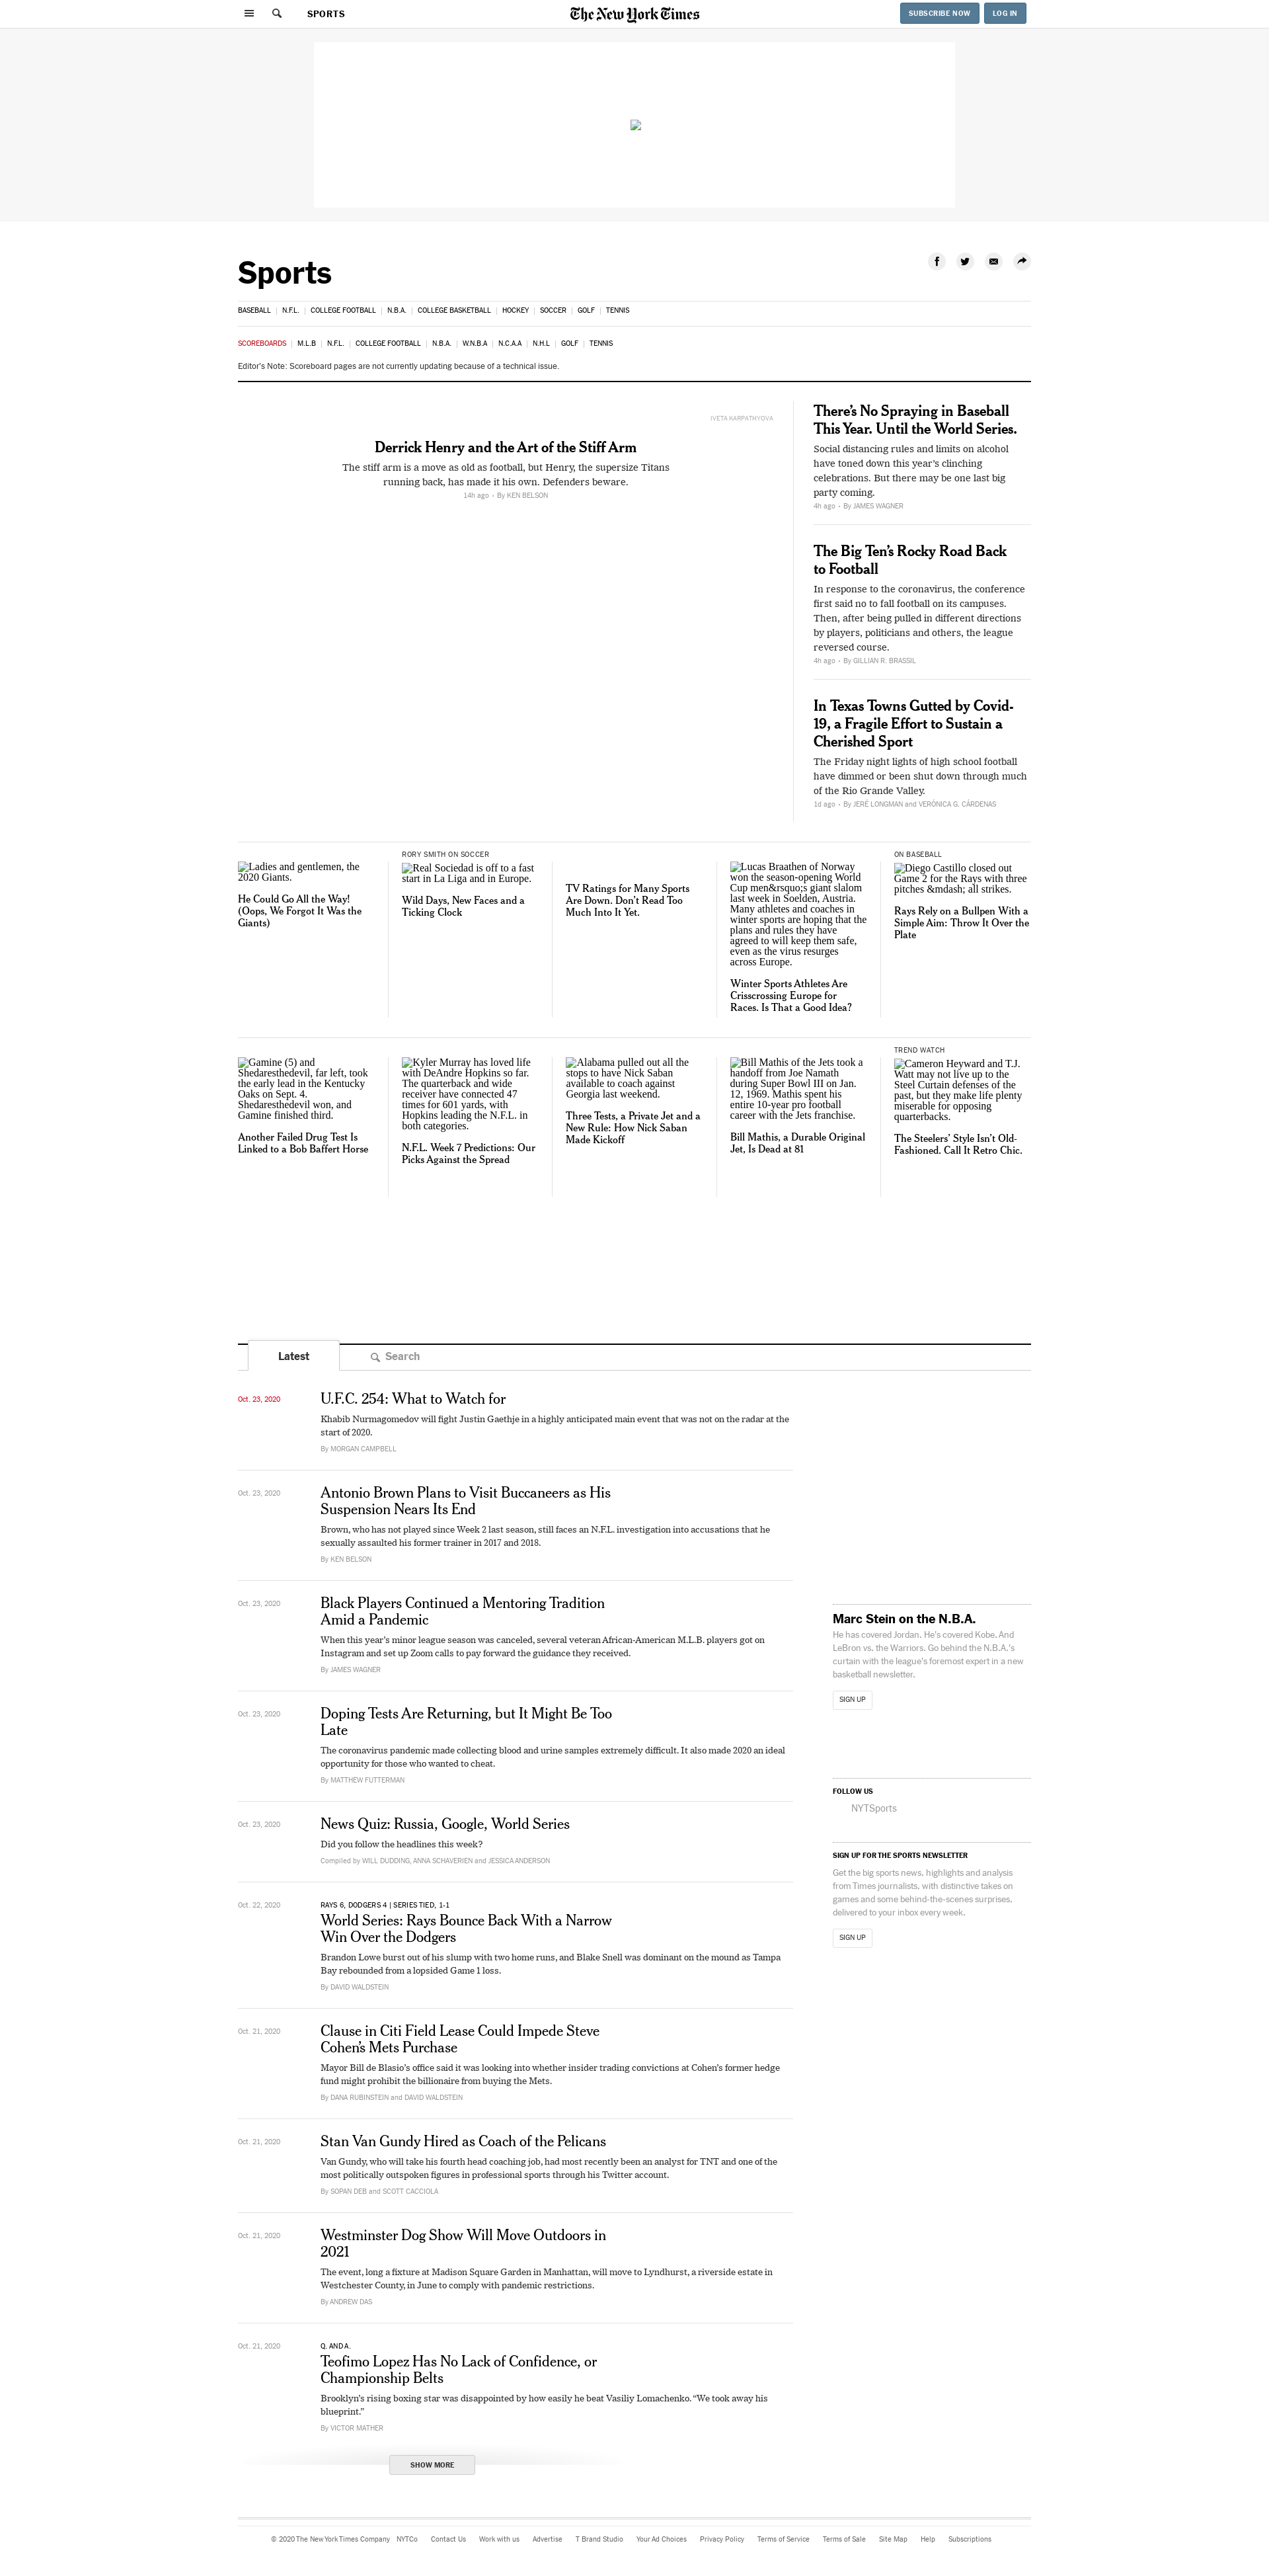 SPORTS
The New York Times
SUBSCRIBE NOW
LOG IN
Sports
BASEBALL | N.F.L. | COLLEGE FOOTBALL | N.B.A. | COLLEGE BASKETBALL | HOCKEY | SOCCER | GOLF | TENNIS
SCOREBOARDS | M.L.B | N.F.L. | COLLEGE FOOTBALL | N.B.A. | W.N.B.A | N.C.A.A | N.H.L | GOLF | TENNIS
Editor's Note: Scoreboard pages are not currently updating because of a technical issue.
IVETA KARPATHYOVA
Derrick Henry and the Art of the Stiff Arm
The stiff arm is a move as old as football, but Henry, the supersize Titans
running back, has made it his own. Defenders beware.
14h ago • By KEN BELSON
There's No Spraying in Baseball
This Year. Until the World Series.
Social distancing rules and limits on alcohol
have toned down this year's clinching
celebrations. But there may be one last big
party coming.
4h ago • By JAMES WAGNER
The Big Ten's Rocky Road Back
to Football
In response to the coronavirus, the conference
first said no to fall football on its campuses.
Then, after being pulled in different directions
by players, politicians and others, the league
reversed course.
4h ago • By GILLIAN R. BRASSIL
In Texas Towns Gutted by Covid-
19, a Fragile Effort to Sustain a
Cherished Sport
The Friday night lights of high school football
have dimmed or been shut down through much
of the Rio Grande Valley.
1d ago • By JERÉ LONGMAN and VERÓNICA G. CÁRDENAS
Ladies and gentlemen, the
2020 Giants.
He Could Go All the Way!
(Oops, We Forgot It Was the
Giants)
RORY SMITH ON SOCCER
Real Sociedad is off to a fast
start in La Liga and in Europe.
Wild Days, New Faces and a
Ticking Clock
TV Ratings for Many Sports
Are Down. Don't Read Too
Much Into It Yet.
Lucas Braathen of Norway
won the season-opening World
Cup men&rsquo;s giant slalom
last week in Soelden, Austria.
Many athletes and coaches in
winter sports are hoping that the
plans and rules they have
agreed to will keep them safe,
even as the virus resurges
across Europe.
Winter Sports Athletes Are
Crisscrossing Europe for
Races. Is That a Good Idea?
ON BASEBALL
Diego Castillo closed out
Game 2 for the Rays with three
pitches &mdash; all strikes.
Rays Rely on a Bullpen With a
Simple Aim: Throw It Over the
Plate
Gamine (5) and
Shedaresthedevil, far left, took
the early lead in the Kentucky
Oaks on Sept. 4.
Shedaresthedevil won, and
Gamine finished third.
Another Failed Drug Test Is
Linked to a Bob Baffert Horse
Kyler Murray has loved life
with DeAndre Hopkins so far.
The quarterback and wide
receiver have connected 47
times for 601 yards, with
Hopkins leading the N.F.L. in
both categories.
N.F.L. Week 7 Predictions: Our
Picks Against the Spread
Alabama pulled out all the
stops to have Nick Saban
available to coach against
Georgia last weekend.
Three Tests, a Private Jet and a
New Rule: How Nick Saban
Made Kickoff
Bill Mathis of the Jets took a
handoff from Joe Namath
during Super Bowl III on Jan.
12, 1969. Mathis spent his
entire 10-year pro football
career with the Jets franchise.
Bill Mathis, a Durable Original
Jet, Is Dead at 81
TREND WATCH
Cameron Heyward and T.J.
Watt may not live up to the
Steel Curtain defenses of the
past, but they make life plenty
miserable for opposing
quarterbacks.
The Steelers' Style Isn't Old-
Fashioned. Call It Retro Chic.
Latest
Search
Oct. 23, 2020
U.F.C. 254: What to Watch for
Khabib Nurmagomedov will fight Justin Gaethje in a highly anticipated main event that was not on the radar at the
start of 2020.
By MORGAN CAMPBELL
Oct. 23, 2020
Antonio Brown Plans to Visit Buccaneers as His
Suspension Nears Its End
Brown, who has not played since Week 2 last season, still faces an N.F.L. investigation into accusations that he
sexually assaulted his former trainer in 2017 and 2018.
By KEN BELSON
Oct. 23, 2020
Black Players Continued a Mentoring Tradition
Amid a Pandemic
When this year's minor league season was canceled, several veteran African-American M.L.B. players got on
Instagram and set up Zoom calls to pay forward the guidance they received.
By JAMES WAGNER
Oct. 23, 2020
Doping Tests Are Returning, but It Might Be Too
Late
The coronavirus pandemic made collecting blood and urine samples extremely difficult. It also made 2020 an ideal
opportunity for those who wanted to cheat.
By MATTHEW FUTTERMAN
Oct. 23, 2020
News Quiz: Russia, Google, World Series
Did you follow the headlines this week?
Compiled by WILL DUDDING, ANNA SCHAVERIEN and JESSICA ANDERSON
Oct. 22, 2020
RAYS 6, DODGERS 4 | SERIES TIED, 1-1
World Series: Rays Bounce Back With a Narrow
Win Over the Dodgers
Brandon Lowe burst out of his slump with two home runs, and Blake Snell was dominant on the mound as Tampa
Bay rebounded from a lopsided Game 1 loss.
By DAVID WALDSTEIN
Oct. 21, 2020
Clause in Citi Field Lease Could Impede Steve
Cohen's Mets Purchase
Mayor Bill de Blasio's office said it was looking into whether insider trading convictions at Cohen's former hedge
fund might prohibit the billionaire from buying the Mets.
By DANA RUBINSTEIN and DAVID WALDSTEIN
Oct. 21, 2020
Stan Van Gundy Hired as Coach of the Pelicans
Van Gundy, who will take his fourth head coaching job, had most recently been an analyst for TNT and one of the
most politically outspoken figures in professional sports through his Twitter account.
By SOPAN DEB and SCOTT CACCIOLA
Oct. 21, 2020
Westminster Dog Show Will Move Outdoors in
2021
The event, long a fixture at Madison Square Garden in Manhattan, will move to Lyndhurst, a riverside estate in
Westchester County, in June to comply with pandemic restrictions.
By ANDREW DAS
Oct. 21, 2020
Q. AND A.
Teofimo Lopez Has No Lack of Confidence, or
Championship Belts
Brooklyn's rising boxing star was disappointed by how easily he beat Vasiliy Lomachenko. “We took away his
blueprint.”
By VICTOR MATHER
SHOW MORE
Marc Stein on the N.B.A.
He has covered Jordan. He's covered Kobe. And
LeBron vs. the Warriors. Go behind the N.B.A.'s
curtain with the league's foremost expert in a new
basketball newsletter.
SIGN UP
FOLLOW US
NYTSports
SIGN UP FOR THE SPORTS NEWSLETTER
Get the big sports news, highlights and analysis
from Times journalists, with distinctive takes on
games and some behind-the-scenes surprises,
delivered to your inbox every week.
SIGN UP
© 2020 The New York Times Company NYTCo Contact Us Work with us Advertise T Brand Studio Your Ad Choices Privacy Policy Terms of Service Terms of Sale Site Map Help Subscriptions